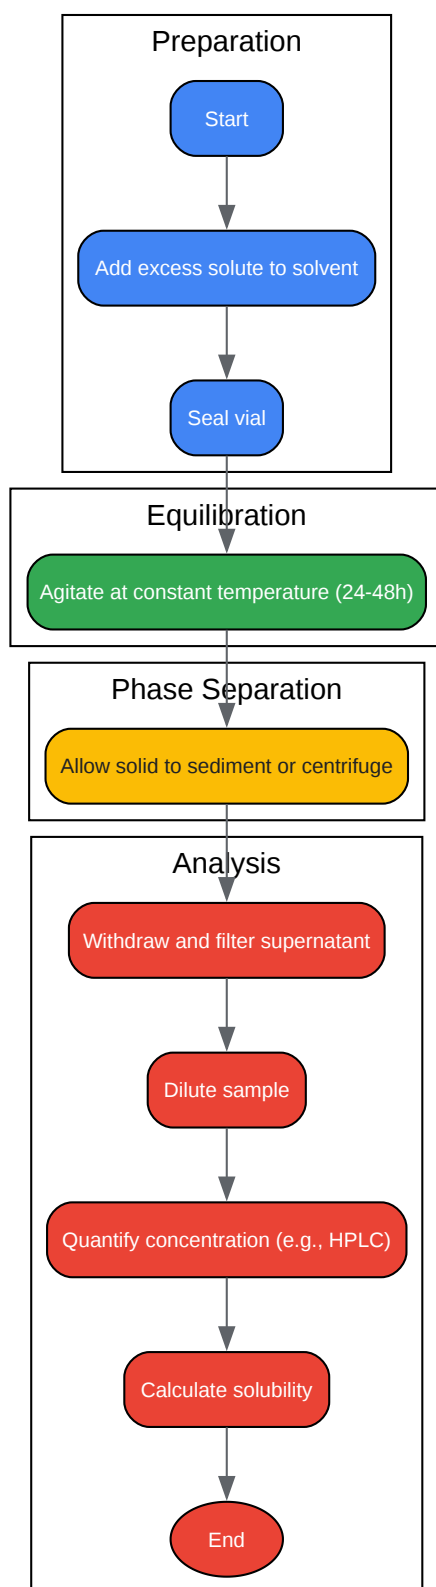 Preparation
Start
Add excess solute to solvent
Seal vial
Equilibration
Agitate at constant temperature (24-48h)
Phase Separation
Allow solid to sediment or centrifuge
Analysis
Withdraw and filter supernatant
Dilute sample
Quantify concentration (e.g., HPLC)
Calculate solubility
End